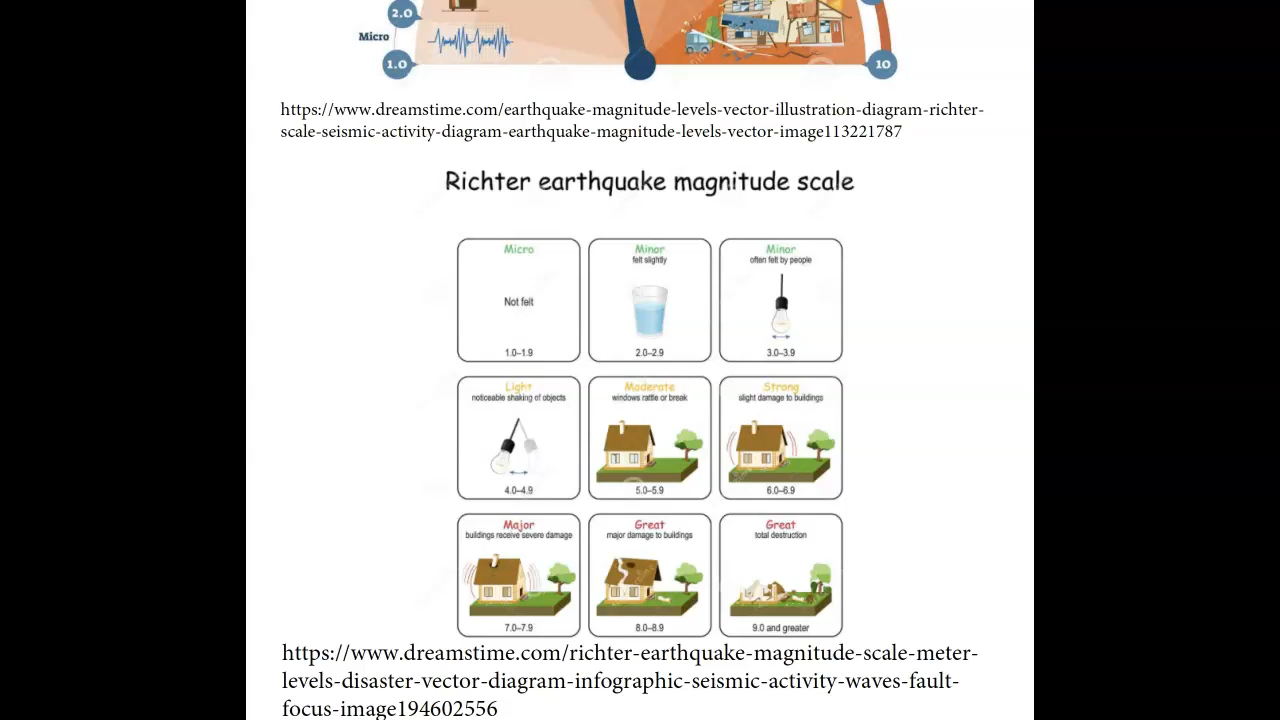 2.0
Micro
1.0
10
https://www.dreamstime.com/earthquake-magnitude-levels-vector-illustration-diagram-richter-
scale-seismic-activity-diagram-earthquake-magnitude-levels-vector-image113221787
Richter earthquake magnitude scale
Micro
Not felt
1.0–1.9
Minor
felt slightly
2.0–2.9
Minor
often felt by people
3.0–3.9
Light
noticeable shaking of objects
4.0–4.9
Moderate
windows rattle or break
5.0–5.9
Strong
slight damage to buildings
6.0–6.9
Major
buildings receive severe damage
7.0–7.9
Great
major damage to buildings
8.0–8.9
Great
total destruction
9.0 and greater
https://www.dreamstime.com/richter-earthquake-magnitude-scale-meter-
levels-disaster-vector-diagram-infographic-seismic-activity-waves-fault-
focus-image194602556